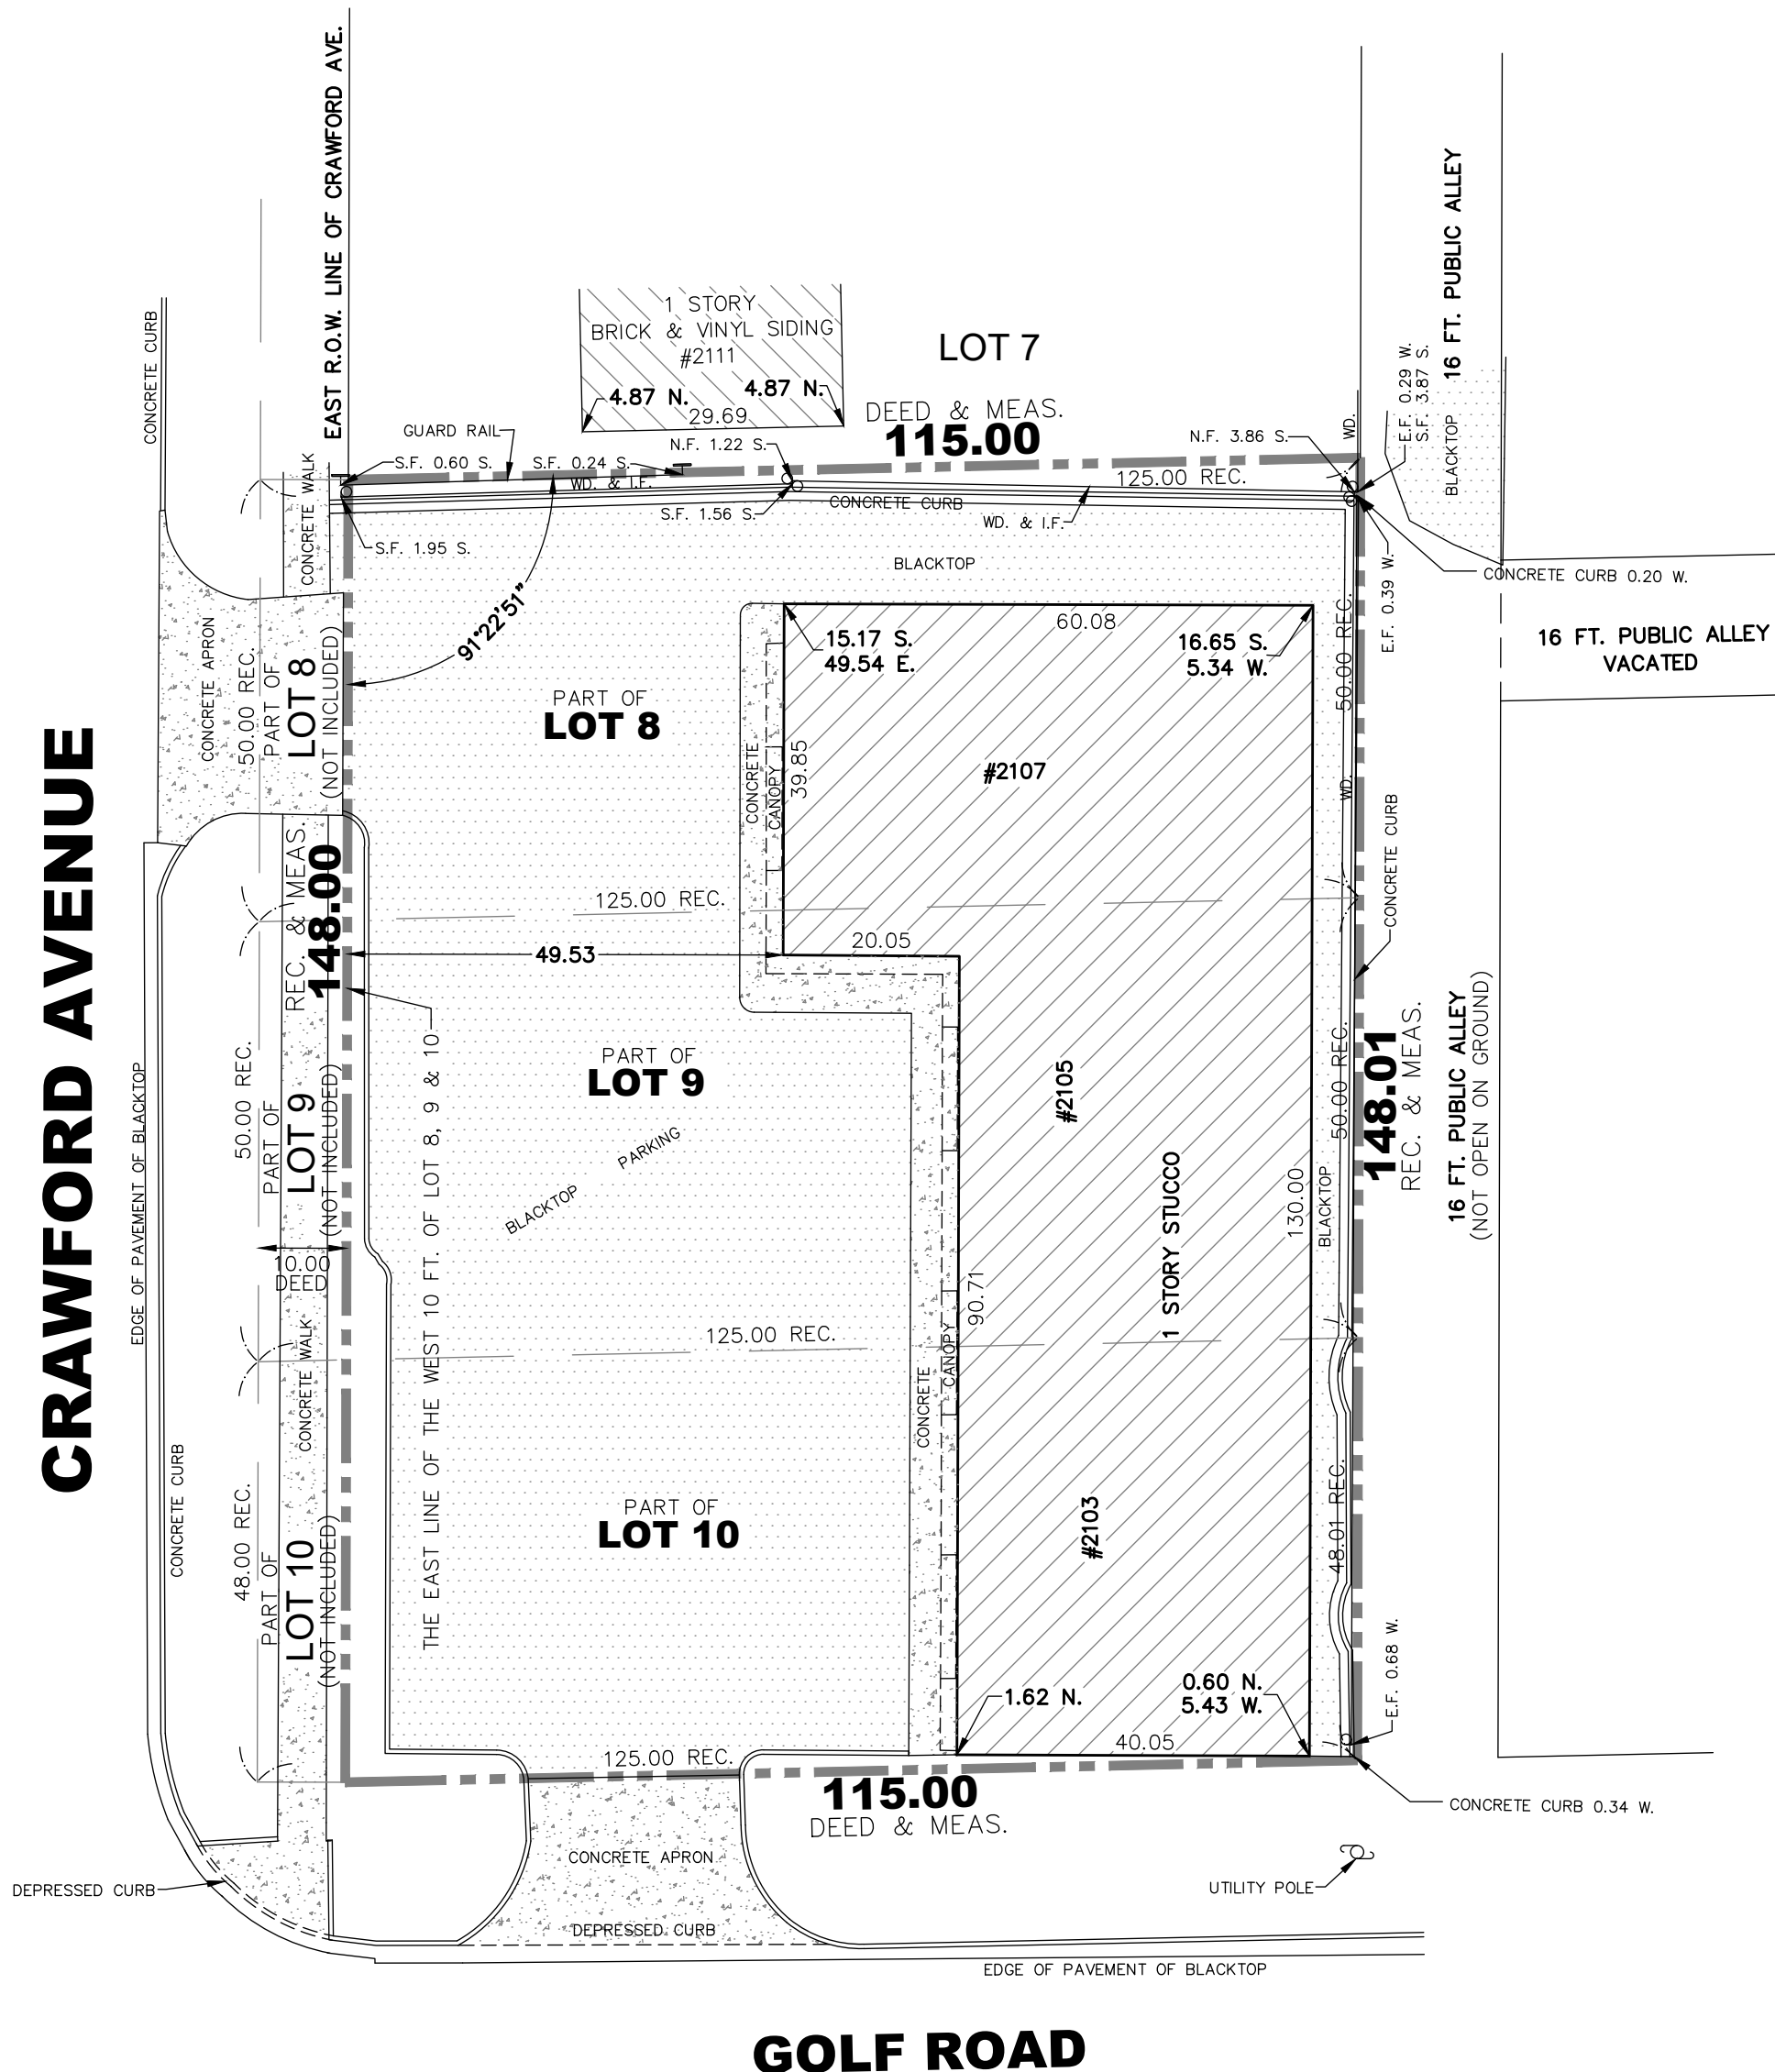 EAST R.O.W. LINE OF CRAWFORD AVE.
16 FT. PUBLIC ALLEY
CONCRETE CURB
1 STORY
BRICK & VINYL SIDING
#2111
4.87 N.
4.87 N.
29.69
LOT 7
DEED & MEAS.
115.00
E.F. 0.29 W.
S.F. 3.87 S.
WD.
BLACKTOP
GUARD RAIL
N.F. 1.22 S.
N.F. 3.86 S.
S.F. 0.60 S.
S.F. 0.24 S.
WD. & I.F.
125.00 REC.
CONCRETE WALK
S.F. 1.56 S.
CONCRETE CURB
WD. & I.F.
S.F. 1.95 S.
BLACKTOP
E.F. 0.39 W.
CONCRETE CURB 0.20 W.
91°22'51"
15.17 S.
49.54 E.
60.08
16.65 S.
5.34 W.
50.00 REC.
16 FT. PUBLIC ALLEY
VACATED
CONCRETE APRON
50.00 REC.
PART OF
LOT 8
(NOT INCLUDED)
PART OF
LOT 8
CONCRETE
CANOPY
39.85
#2107
WD.
CONCRETE CURB
CRAWFORD AVENUE
REC. & MEAS.
148.00
125.00 REC.
49.53
20.05
EDGE OF PAVEMENT OF BLACKTOP
50.00 REC.
PART OF
LOT 9
(NOT INCLUDED)
THE EAST LINE OF THE WEST 10 FT. OF LOT 8, 9 & 10
PART OF
LOT 9
PARKING
BLACKTOP
#2105
1 STORY STUCCO
130.00
BLACKTOP
50.00 REC.
148.01
REC. & MEAS.
16 FT. PUBLIC ALLEY
(NOT OPEN ON GROUND)
10.00
DEED
90.71
125.00 REC.
CONCRETE WALK
CONCRETE
CANOPY
CONCRETE CURB
48.00 REC.
PART OF
LOT 10
(NOT INCLUDED)
PART OF
LOT 10
#2103
48.01 REC.
E.F. 0.68 W.
1.62 N.
0.60 N.
5.43 W.
40.05
125.00 REC.
115.00
DEED & MEAS.
CONCRETE CURB 0.34 W.
CONCRETE APRON
DEPRESSED CURB
UTILITY POLE
DEPRESSED CURB
EDGE OF PAVEMENT OF BLACKTOP
GOLF ROAD